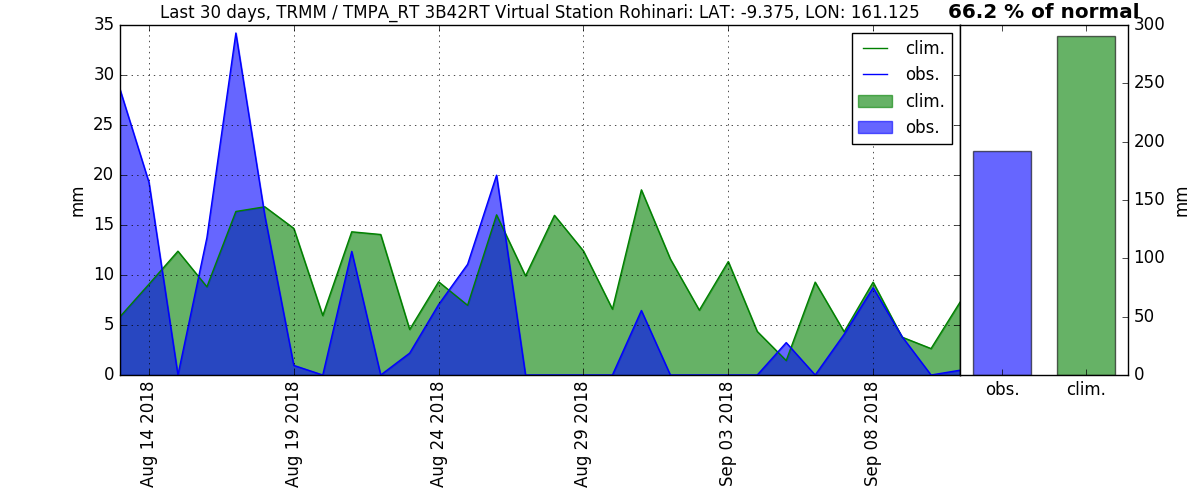 Last 30 days, TRMM / TMPA_RT 3B42RT Virtual Station Rohinari: LAT: -9.375, LON: 161.125
66.2 % of normal
35
30
25
20
15
10
5
0
mm
clim.
obs.
clim.
obs.
Aug 14 2018
Aug 19 2018
Aug 24 2018
Aug 29 2018
Sep 03 2018
Sep 08 2018
300
250
200
150
100
50
0
mm
obs.
clim.